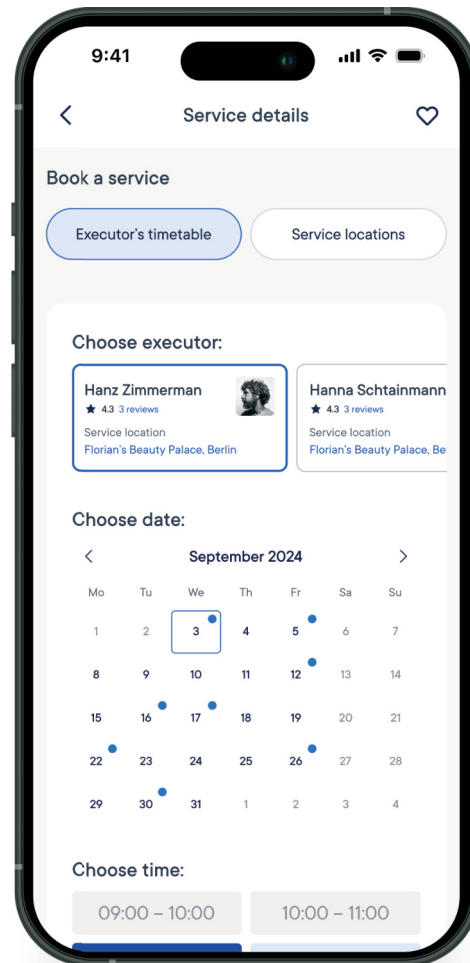 9:41
Service details
Book a service
Executor's timetable Service locations
Choose executor:
Hanz Zimmerman Hanna Schtainmann
4.3 3 reviews 4.3 3 reviews
Service location Service location
Florian's Beauty Palace, Berlin Florian's Beauty Palace, Be
Choose date:
September 2024
Mo Tu We Th Fr Sa Su
1 2 3 4 5 6 7
8 9 10 11 12 13 14
15 16 17 18 19 20 21
22 23 24 25 26 27 28
29 30 31 1 2 3 4
Choose time:
09:00 – 10:00 10:00 – 11:00